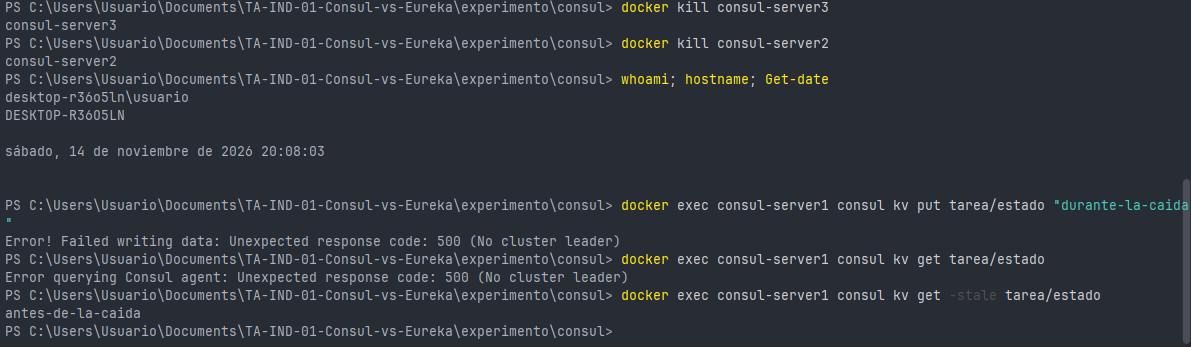 PS C:\Users\Usuario\Documents\TA-IND-01-Consul-vs-Eureka\experimento\consul> docker kill consul-server3
consul-server3
PS C:\Users\Usuario\Documents\TA-IND-01-Consul-vs-Eureka\experimento\consul> docker kill consul-server2
consul-server2
PS C:\Users\Usuario\Documents\TA-IND-01-Consul-vs-Eureka\experimento\consul> whoami; hostname; Get-date
desktop-r36o5ln\usuario
DESKTOP-R36O5LN
sábado, 14 de noviembre de 2026 20:08:03
PS C:\Users\Usuario\Documents\TA-IND-01-Consul-vs-Eureka\experimento\consul> docker exec consul-server1 consul kv put tarea/estado "durante-la-caida
"
Error! Failed writing data: Unexpected response code: 500 (No cluster leader)
PS C:\Users\Usuario\Documents\TA-IND-01-Consul-vs-Eureka\experimento\consul> docker exec consul-server1 consul kv get tarea/estado
Error querying Consul agent: Unexpected response code: 500 (No cluster leader)
PS C:\Users\Usuario\Documents\TA-IND-01-Consul-vs-Eureka\experimento\consul> docker exec consul-server1 consul kv get -stale tarea/estado
antes-de-la-caida
PS C:\Users\Usuario\Documents\TA-IND-01-Consul-vs-Eureka\experimento\consul>